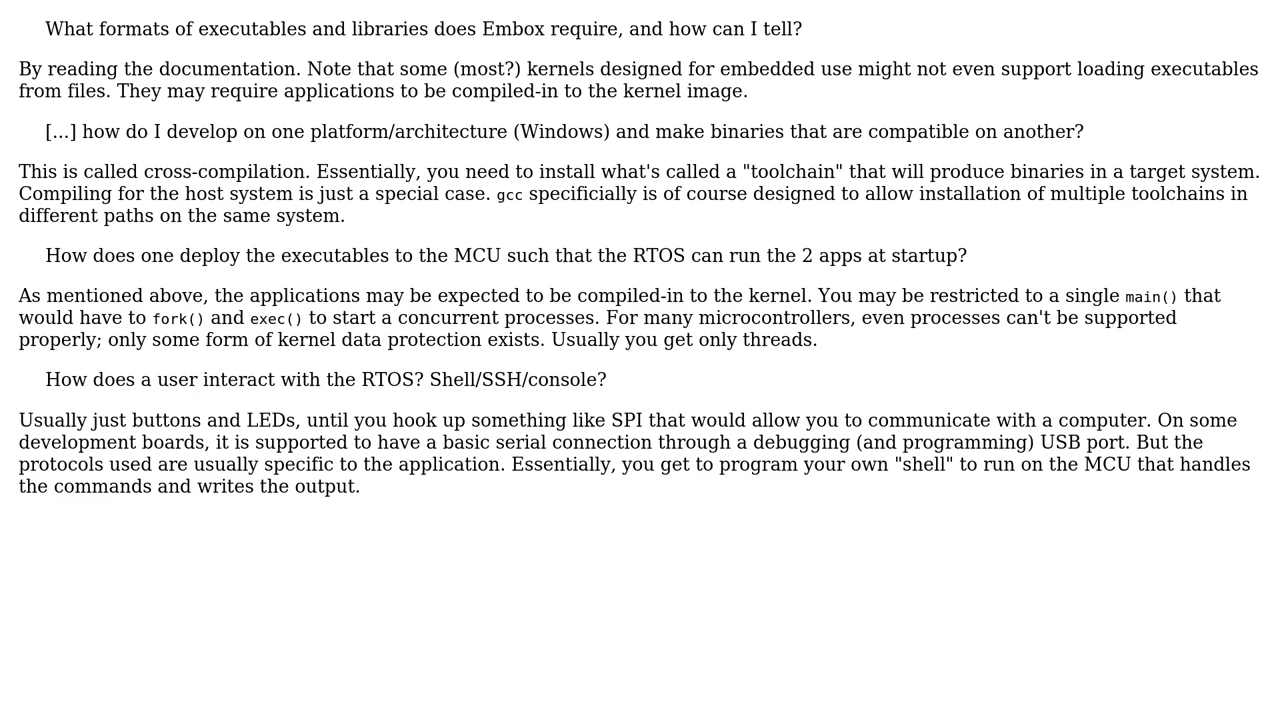 What formats of executables and libraries does Embox require, and how can I tell?
By reading the documentation. Note that some (most?) kernels designed for embedded use might not even support loading executables
from files. They may require applications to be compiled-in to the kernel image.
[...] how do I develop on one platform/architecture (Windows) and make binaries that are compatible on another?
This is called cross-compilation. Essentially, you need to install what's called a "toolchain" that will produce binaries in a target system.
Compiling for the host system is just a special case. gcc specificially is of course designed to allow installation of multiple toolchains in
different paths on the same system.
How does one deploy the executables to the MCU such that the RTOS can run the 2 apps at startup?
As mentioned above, the applications may be expected to be compiled-in to the kernel. You may be restricted to a single main() that
would have to fork() and exec() to start a concurrent processes. For many microcontrollers, even processes can't be supported
properly; only some form of kernel data protection exists. Usually you get only threads.
How does a user interact with the RTOS? Shell/SSH/console?
Usually just buttons and LEDs, until you hook up something like SPI that would allow you to communicate with a computer. On some
development boards, it is supported to have a basic serial connection through a debugging (and programming) USB port. But the
protocols used are usually specific to the application. Essentially, you get to program your own "shell" to run on the MCU that handles
the commands and writes the output.